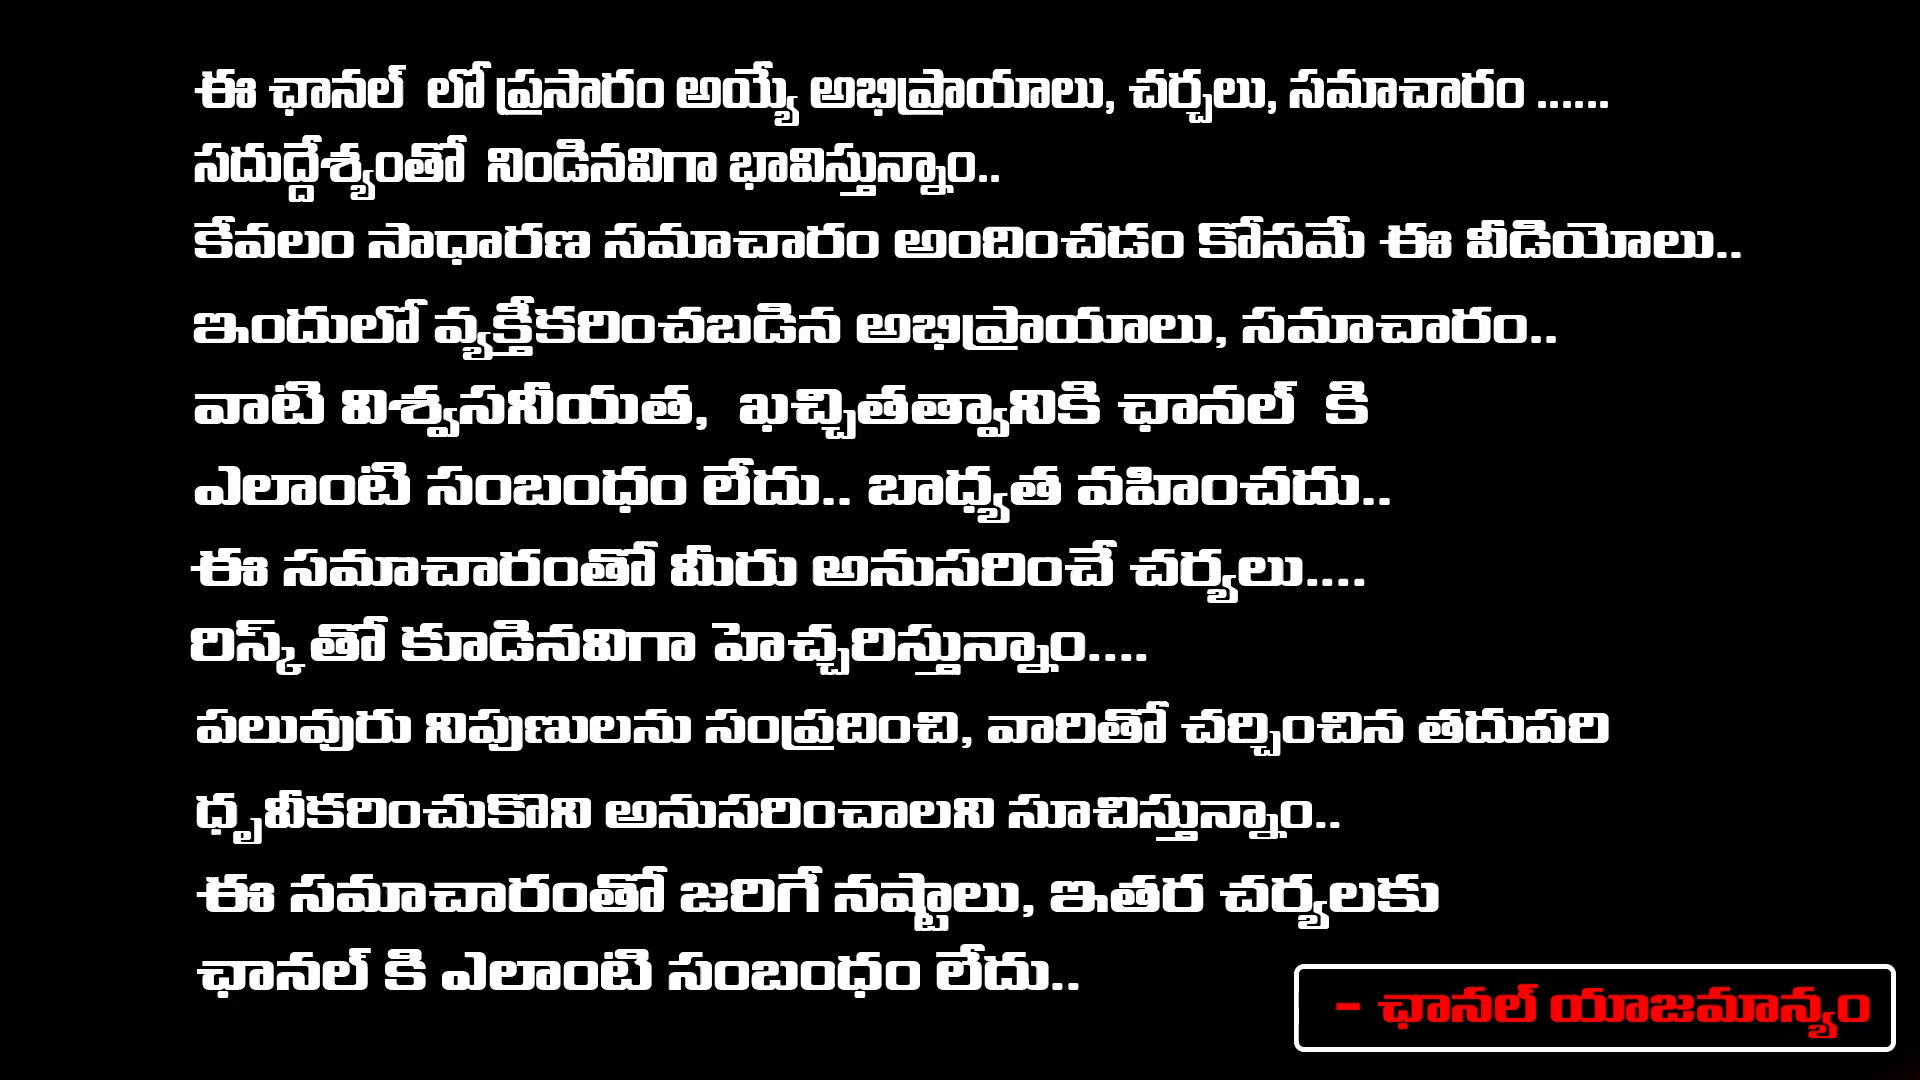 ఈ ఛానల్ లో ప్రసారం అయ్యే అభిప్రాయాలు, చర్చలు, సమాచారం ......
సదుద్దేశ్యంతో నిండినవిగా భావిస్తున్నాం..
కేవలం సాధారణ సమాచారం అందించడం కోసమే ఈ వీడియోలు..
ఇందులో వ్యక్తీకరించబడిన అభిప్రాయాలు, సమాచారం..
వాటి విశ్వసనీయత, ఖచ్చితత్వానికి ఛానల్ కి
ఎలాంటి సంబంధం లేదు.. బాధ్యత వహించదు..
ఈ సమాచారంతో మీరు అనుసరించే చర్యలు....
రిస్క్ తో కూడినవిగా హెచ్చరిస్తున్నాం....
పలువురు నిపుణులను సంప్రదించి, వారితో చర్చించిన తదుపరి
ధృవీకరించుకొని అనుసరించాలని సూచిస్తున్నాం..
ఈ సమాచారంతో జరిగే నష్టాలు, ఇతర చర్యలకు
ఛానల్ కి ఎలాంటి సంబంధం లేదు..
- ఛానల్ యాజమాన్యం